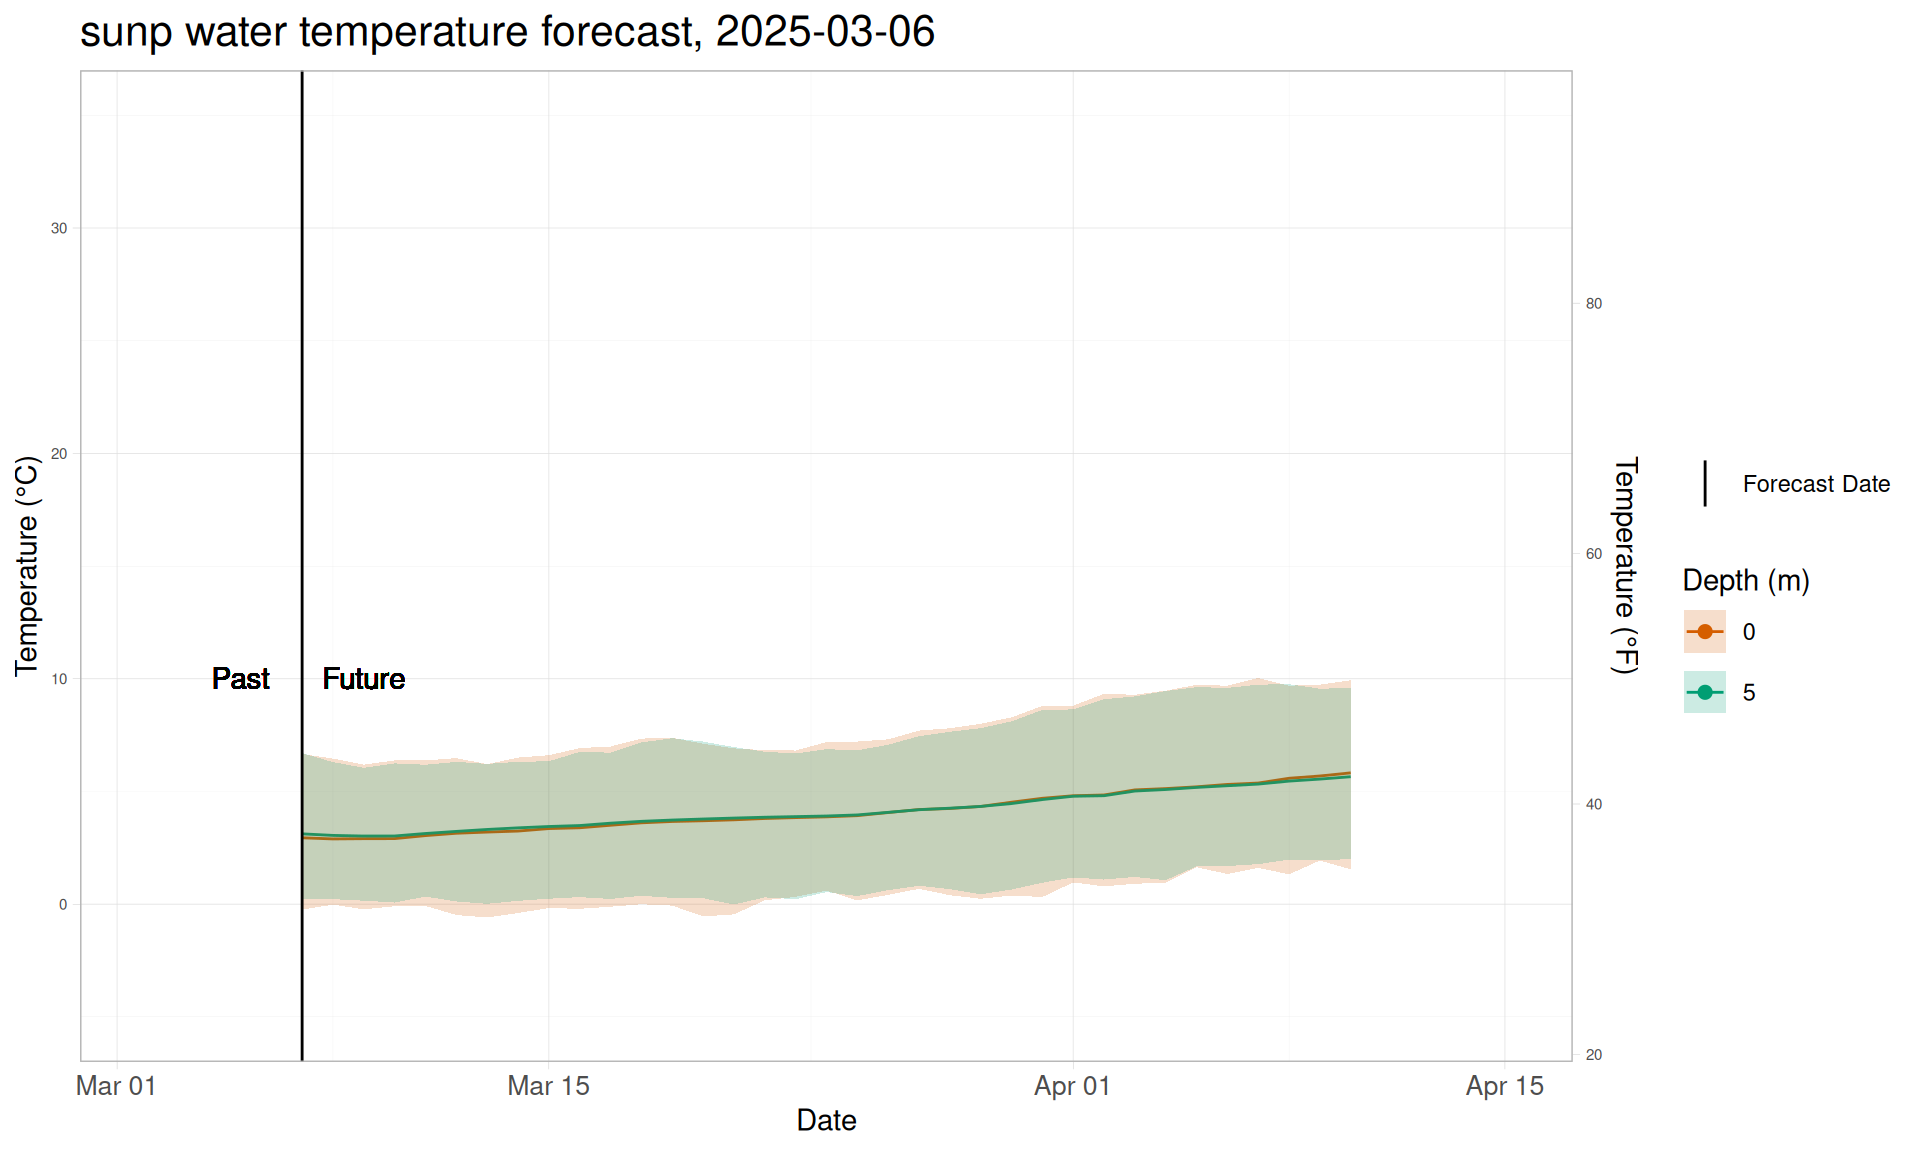 sunp water temperature forecast, 2025-03-06
Temperature (°C)
30
20
10
0
Past
Future
80
60
40
20
Temperature (°F)
Mar 01
Mar 15
Apr 01
Apr 15
Date
Forecast Date
Depth (m)
0
5